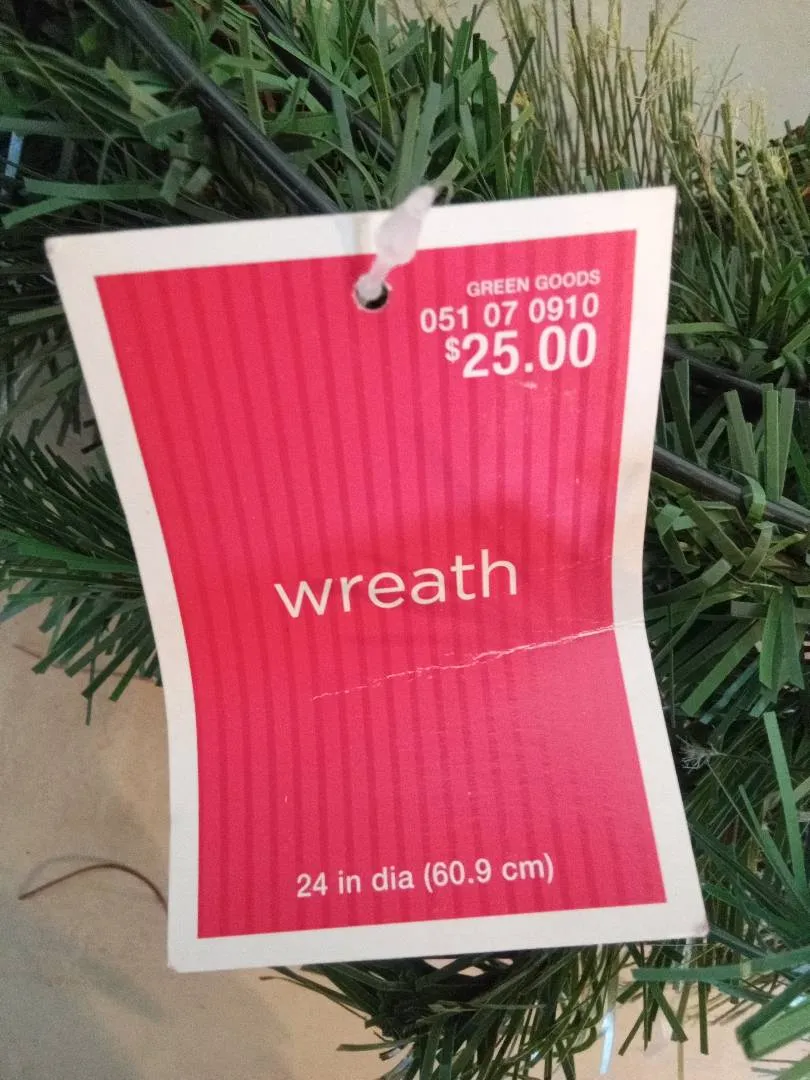 GREEN GOODS
051 07 0910
$25.00
wreath
24 in dia (60.9 cm)